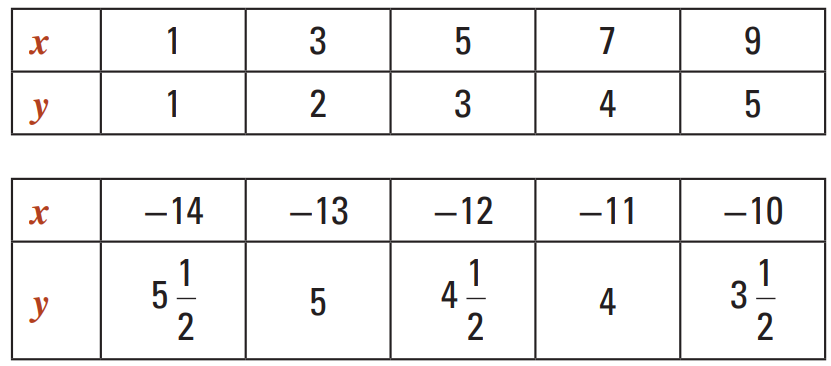 x 1 3 5 7 9
y 1 2 3 4 5
x –14 –13 –12 –11 –10
y 5 1/2 5 4 1/2 4 3 1/2